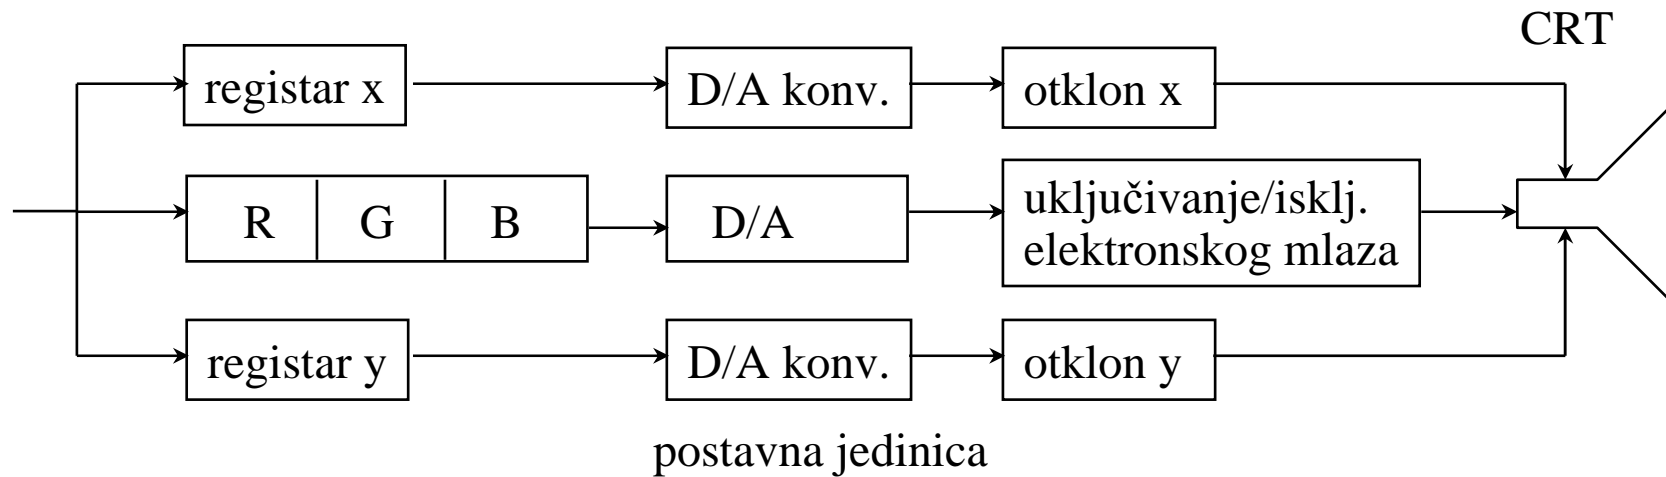 CRT
registar x
D/A konv.
otklon x
R G B
D/A
uključivanje/isklj.
elektronskog mlaza
registar y
D/A konv.
otklon y
postavna jedinica